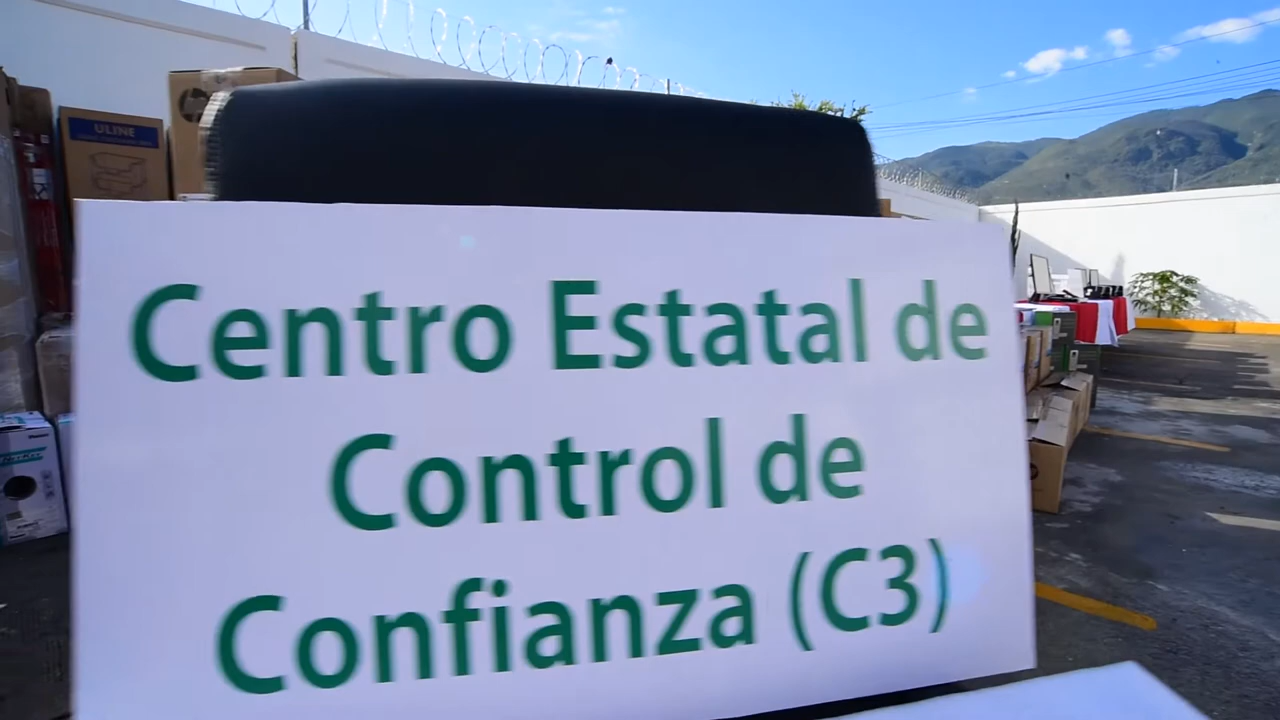 ULINE
Centro Estatal de
Control de
Confianza (C3)